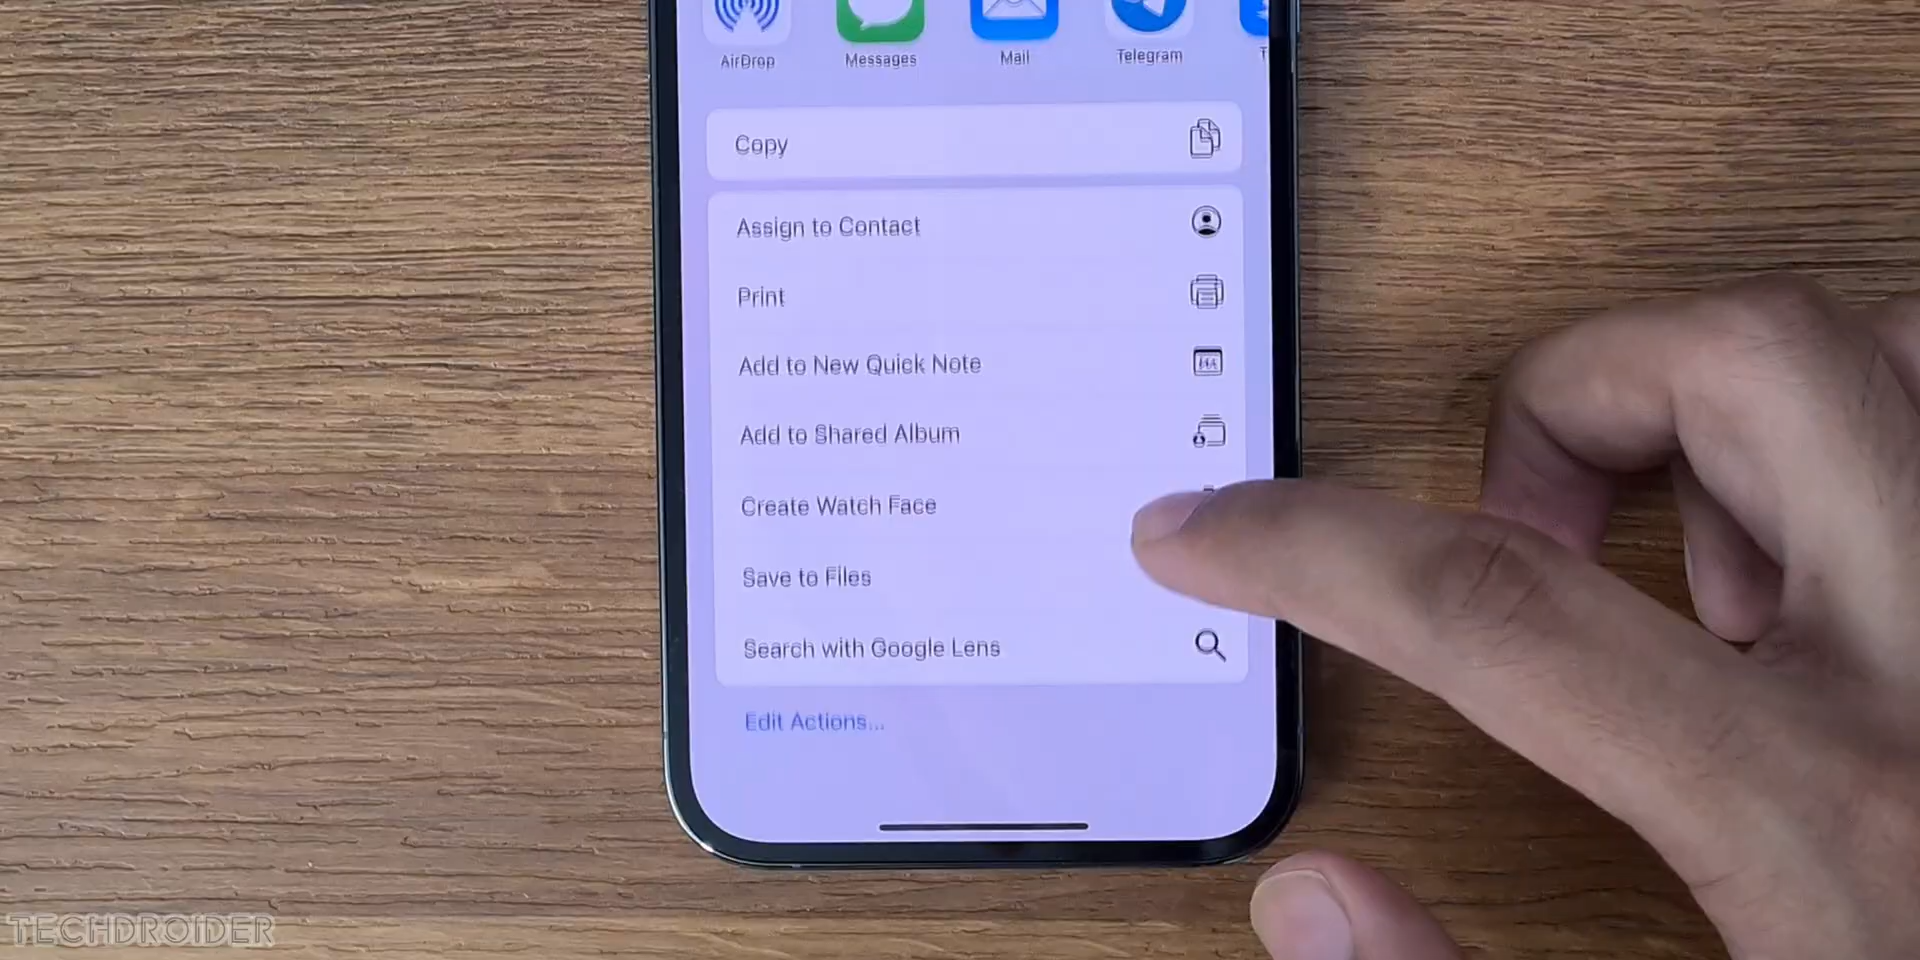 AirDrop
Messages
Mail
Telegram
Copy
Assign to Contact
Print
Add to New Quick Note
Add to Shared Album
Create Watch Face
Save to Files
Search with Google Lens
Edit Actions...
TECHDROIDER